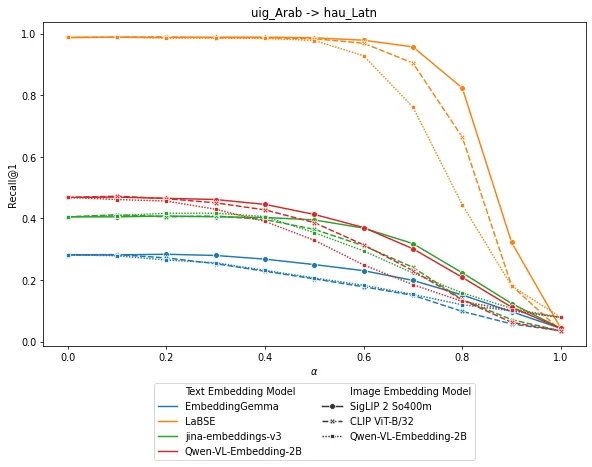 uig_Arab -> hau_Latn
Recall@1
1.0
0.8
0.6
0.4
0.2
0.0
0.0 0.2 0.4 0.6 0.8 1.0
α
Text Embedding Model
EmbeddingGemma
LaBSE
jina-embeddings-v3
Qwen-VL-Embedding-2B
Image Embedding Model
SigLIP 2 So400m
CLIP ViT-B/32
Qwen-VL-Embedding-2B